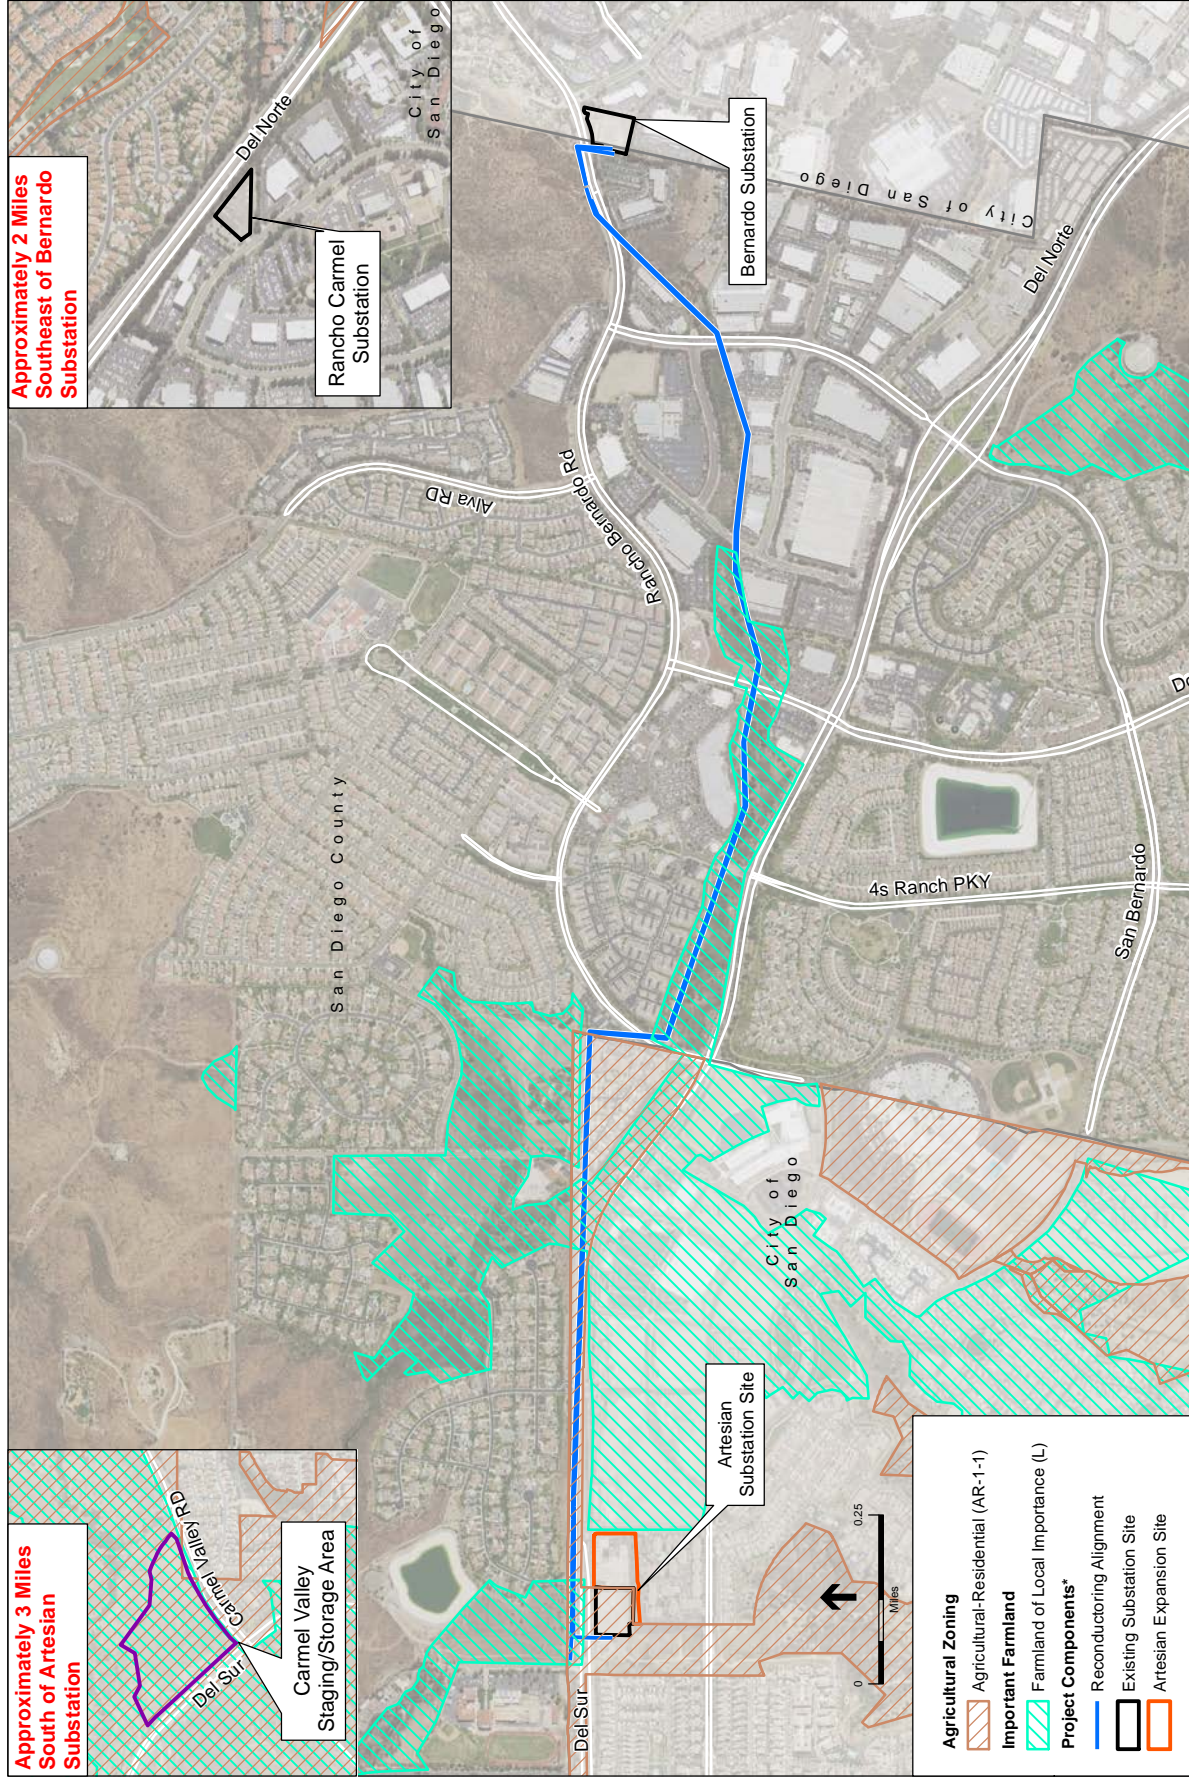 Approximately 3 Miles
South of Artesian
Substation
Carmel Valley RD
Del Sur
Carmel Valley
Staging/Storage Area
Approximately 2 Miles
Southeast of Bernardo
Substation
Del Norte
Rancho Carmel
Substation
City of
San Diego
San Diego County
Alva RD
Rancho Bernardo Rd
Bernardo Substation
City of San Diego
Del Norte
4s Ranch PKY
San Bernardo
Do
City of
San Diego
Artesian
Substation Site
Del Sur
0
0.25
Miles
Agricultural Zoning
Agricultural-Residential (AR-1-1)
Important Farmland
Farmland of Local Importance (L)
Project Components*
Reconductoring Alignment
Existing Substation Site
Artesian Expansion Site